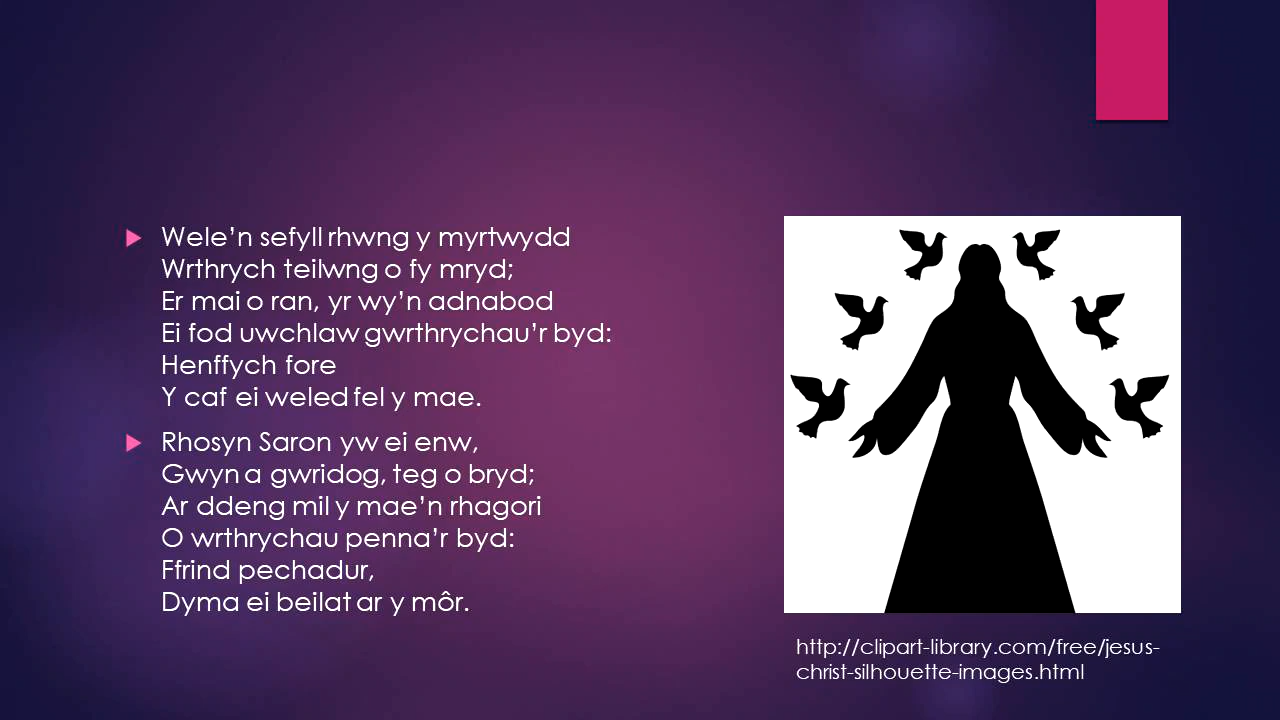 Wele’n sefyll rhwng y myrtwydd
Wrthrych teilwng o fy mryd;
Er mai o ran, yr wy’n adnabod
Ei fod uwchlaw gwrthrychau’r byd:
Henffych fore
Y caf ei weled fel y mae.
Rhosyn Saron yw ei enw,
Gwyn a gwridog, teg o bryd;
Ar ddeng mil y mae’n rhagori
O wrthrychau penna’r byd:
Ffrind pechadur,
Dyma ei beilat ar y môr.
http://clipart-library.com/free/jesus-
christ-silhouette-images.html